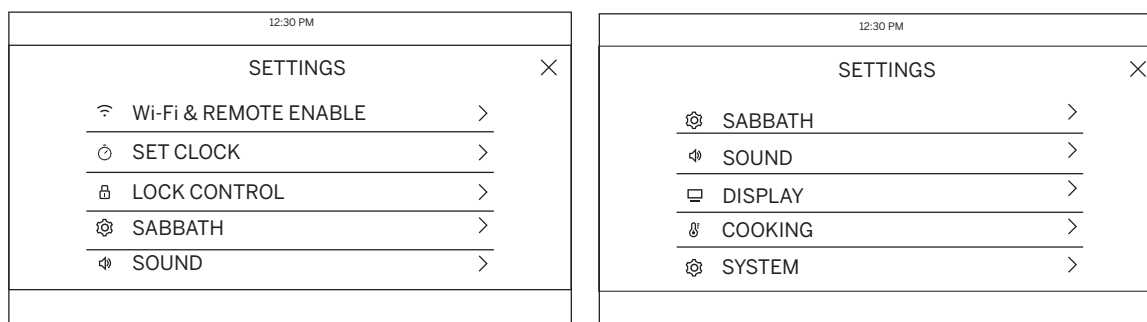 12:30 PM
SETTINGS
Wi-Fi & REMOTE ENABLE
SET CLOCK
LOCK CONTROL
SABBATH
SOUND
12:30 PM
SETTINGS
SABBATH
SOUND
DISPLAY
COOKING
SYSTEM